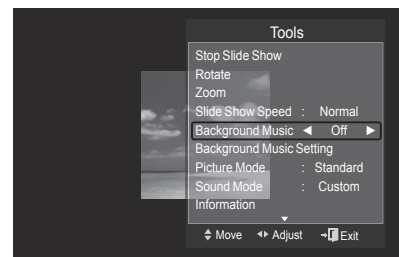 Tools
Stop Slide Show
Rotate
Zoom
Slide Show Speed : Normal
Background Music ◄ Off ►
Background Music Setting
Picture Mode : Standard
Sound Mode : Custom
Information
Move Adjust Exit